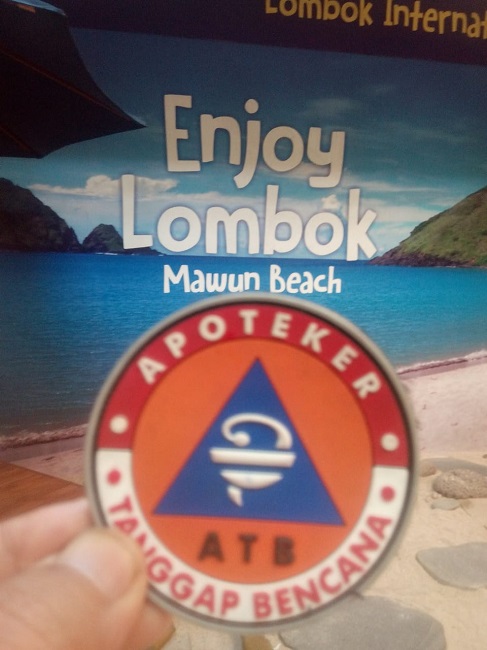 Lombok Internat
Enjoy
Lombok
Mawun Beach
APOTEKER
ATB
TANGGAP BENCANA